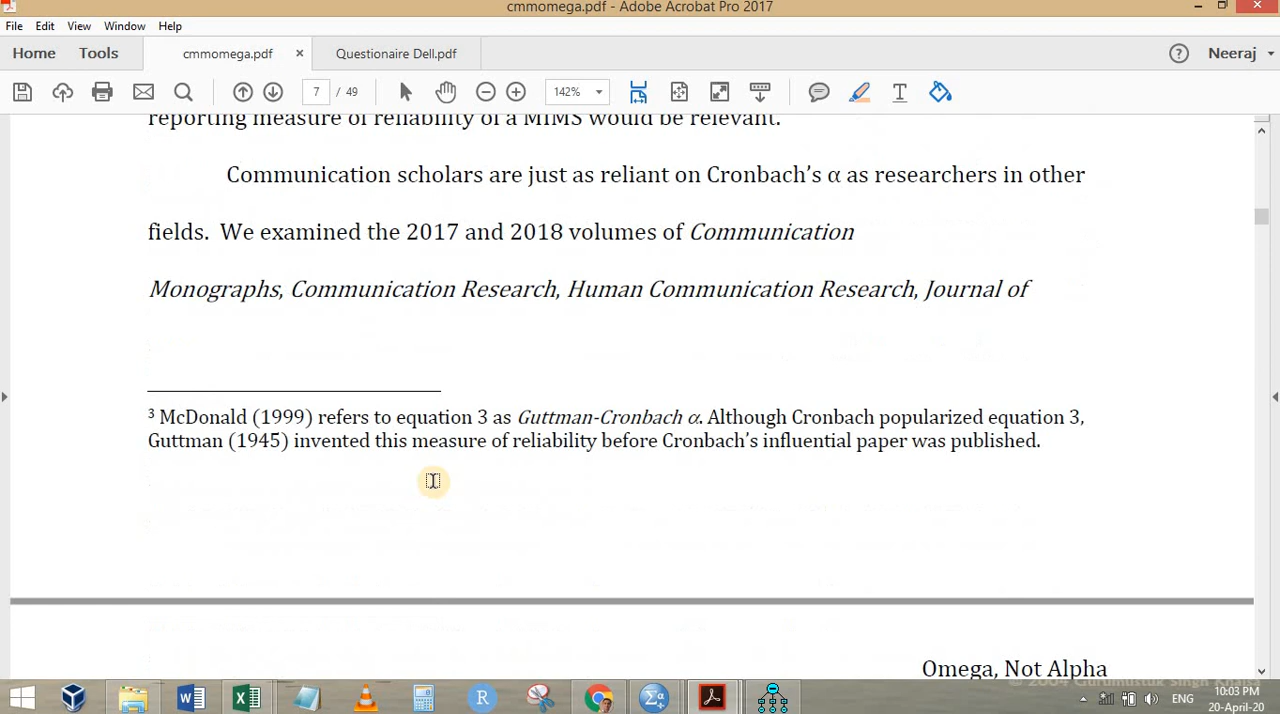 cmmomega.pdf - Adobe Acrobat Pro 2017
File Edit View Window Help
Home Tools cmmomega.pdf × Questionaire Dell.pdf ? Neeraj
7 / 49 142%
reporting measure of reliability of a MIMS would be relevant.
Communication scholars are just as reliant on Cronbach’s α as researchers in other
fields. We examined the 2017 and 2018 volumes of Communication
Monographs, Communication Research, Human Communication Research, Journal of
3 McDonald (1999) refers to equation 3 as Guttman-Cronbach α. Although Cronbach popularized equation 3,
Guttman (1945) invented this measure of reliability before Cronbach’s influential paper was published.
Omega, Not Alpha
ENG 10:03 PM
20-April-20